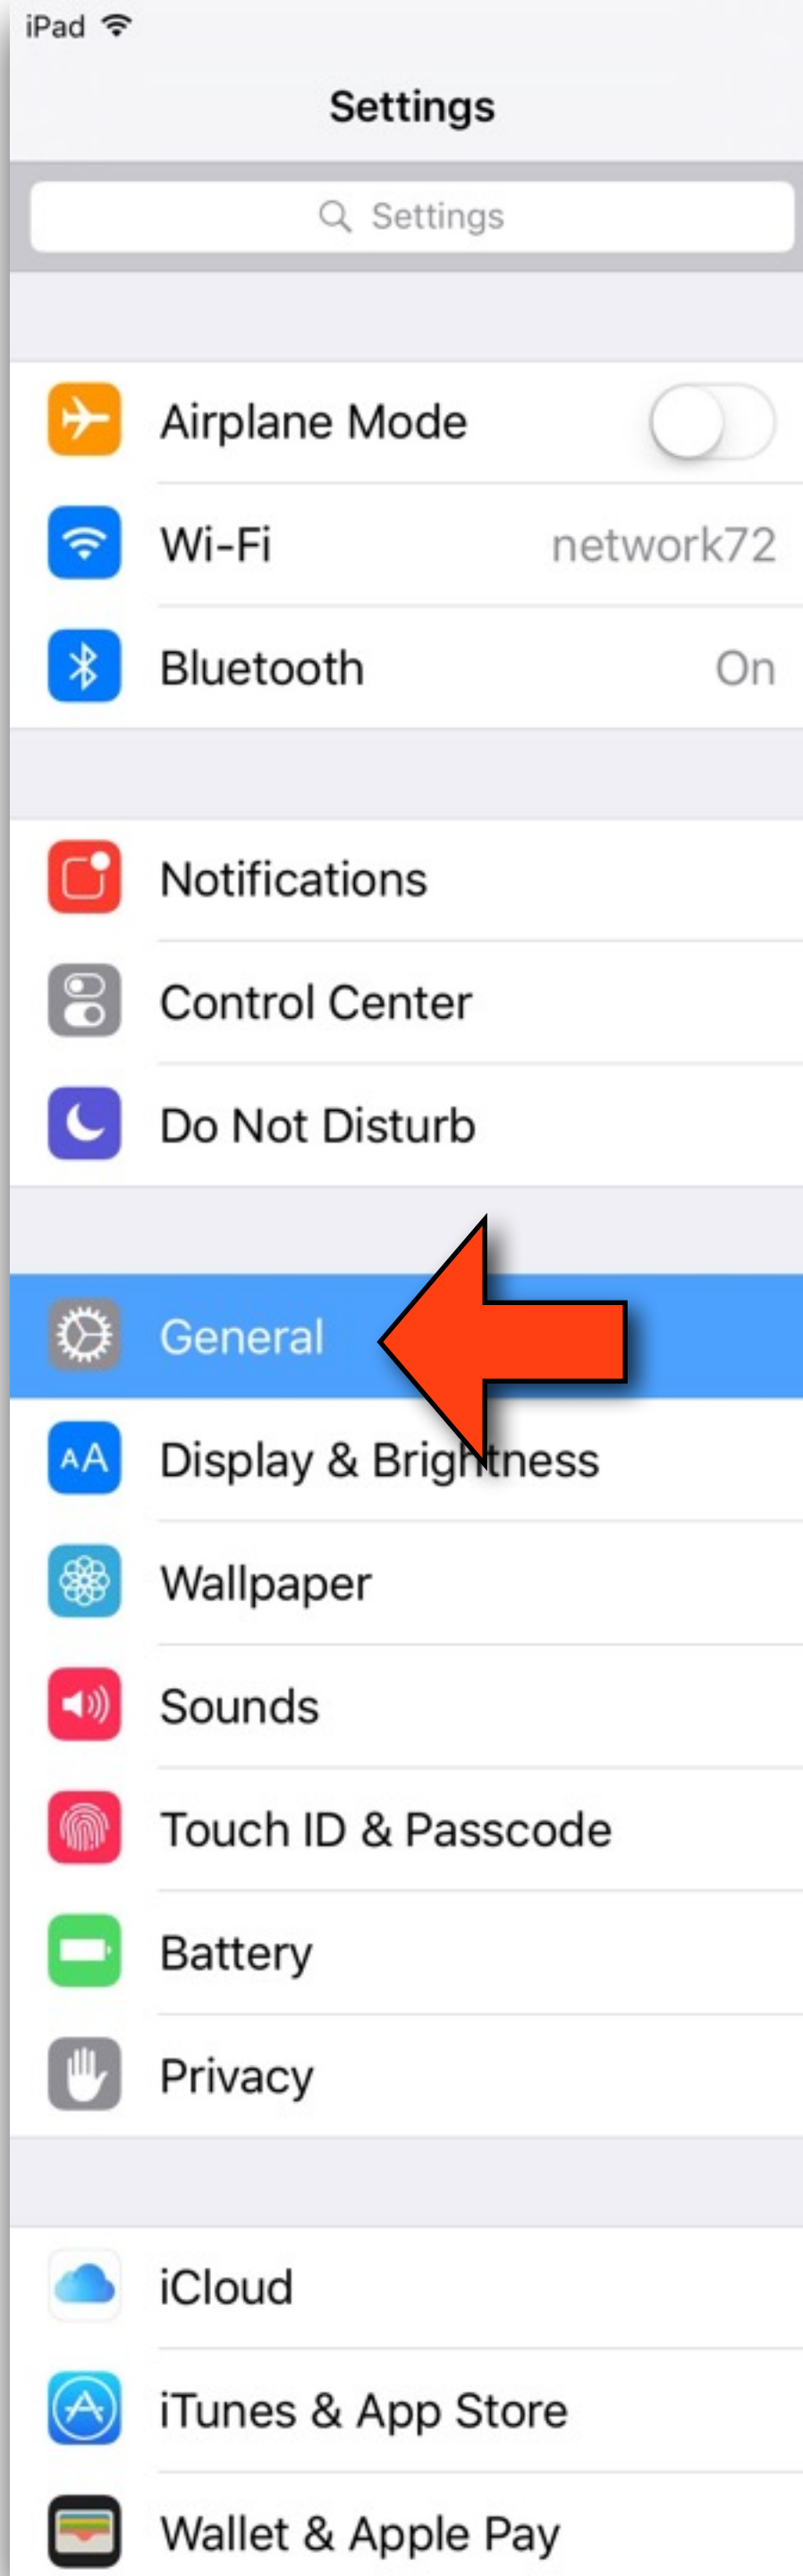 iPad
Settings
Settings
Airplane Mode
Wi-Fi network72
Bluetooth On
Notifications
Control Center
Do Not Disturb
General
AA Display & Brightness
Wallpaper
Sounds
Touch ID & Passcode
Battery
Privacy
iCloud
iTunes & App Store
Wallet & Apple Pay